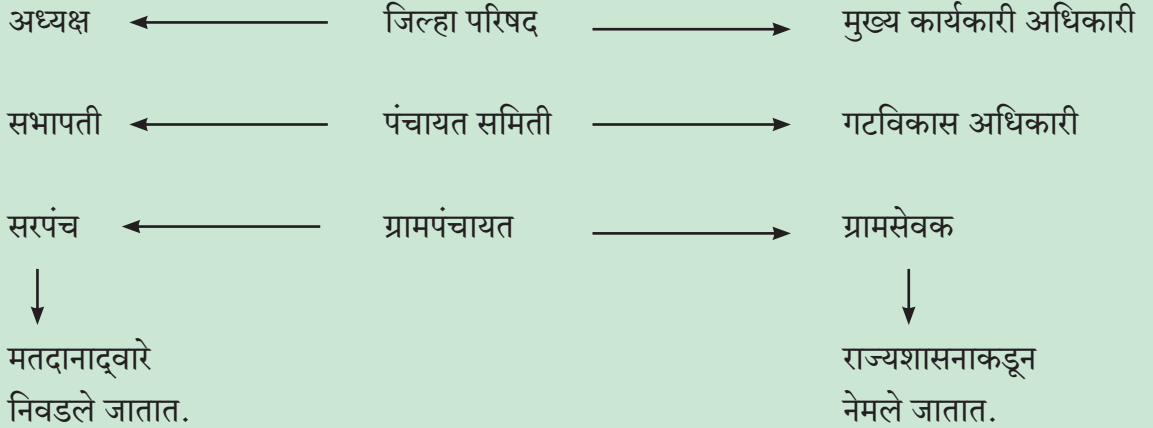 अध्यक्ष जिल्हा परिषद मुख्य कार्यकारी अधिकारी
सभापती पंचायत समिती गटविकास अधिकारी
सरपंच ग्रामपंचायत ग्रामसेवक
मतदानाद्‌वारे राज्यशासनाकडून
निवडले जातात. नेमले जातात.